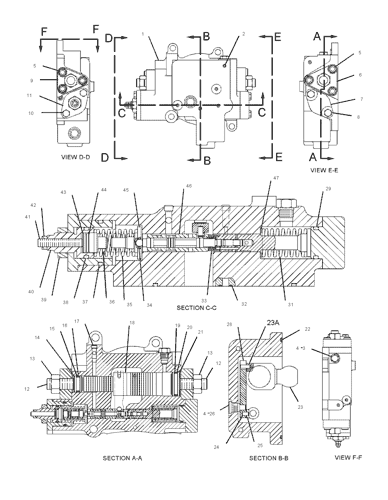 F F
D B E A
1 2
5 5
9 6
11 7
10 8
C C
D B E A
VIEW D-D
VIEW E-E
42 43 44 45 46 47
41 28
40 39 38 37 36 35 34 33 32 31
SECTION C-C
17 18 19 20 21
16
15
14
13 13
12 12
26 23A 22
4 *2
4 *26
23
24 25
SECTION A-A
SECTION B-B
VIEW F-F